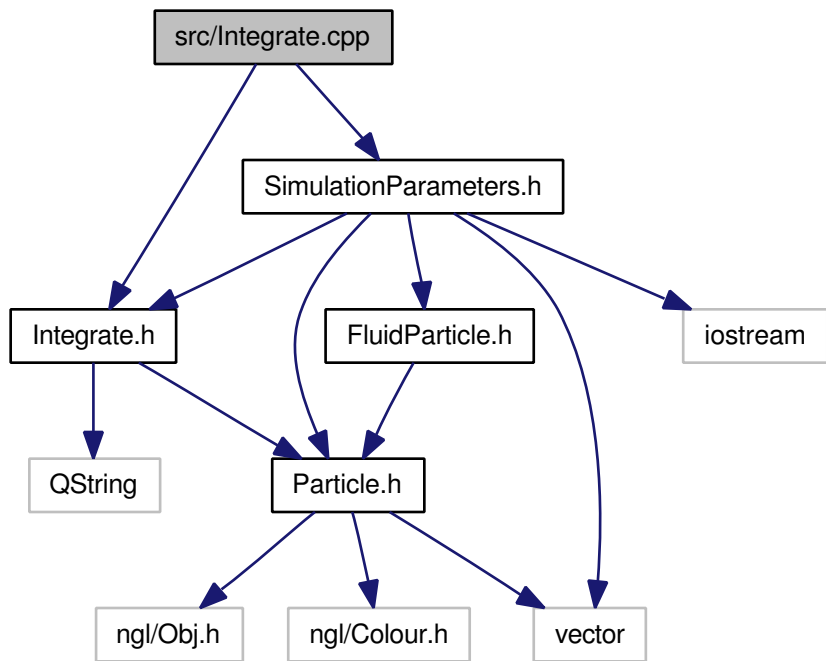 src/Integrate.cpp
SimulationParameters.h
Integrate.h
FluidParticle.h
iostream
QString
Particle.h
ngl/Obj.h
ngl/Colour.h
vector